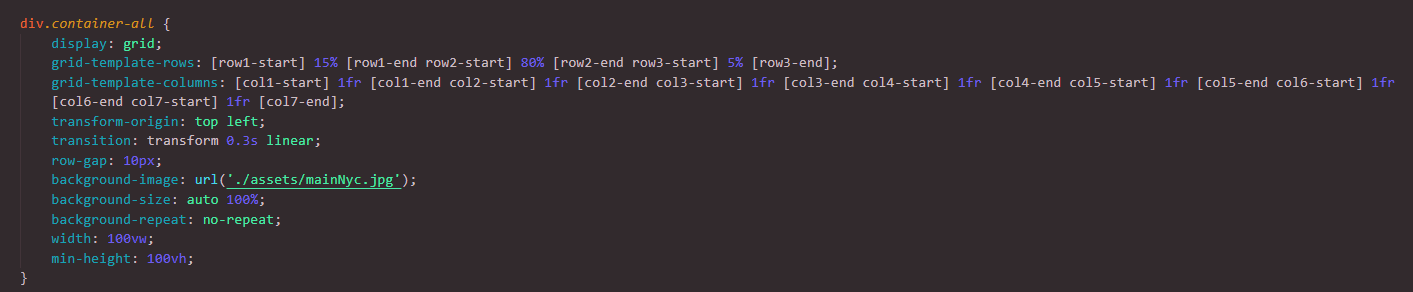 div.container-all {
display: grid;
grid-template-rows: [row1-start] 15% [row1-end row2-start] 80% [row2-end row3-start] 5% [row3-end];
grid-template-columns: [col1-start] 1fr [col1-end col2-start] 1fr [col2-end col3-start] 1fr [col3-end col4-start] 1fr [col4-end col5-start] 1fr [col5-end col6-start] 1fr
[col6-end col7-start] 1fr [col7-end];
transform-origin: top left;
transition: transform 0.3s linear;
row-gap: 10px;
background-image: url('./assets/mainNyc.jpg');
background-size: auto 100%;
background-repeat: no-repeat;
width: 100vw;
min-height: 100vh;
}